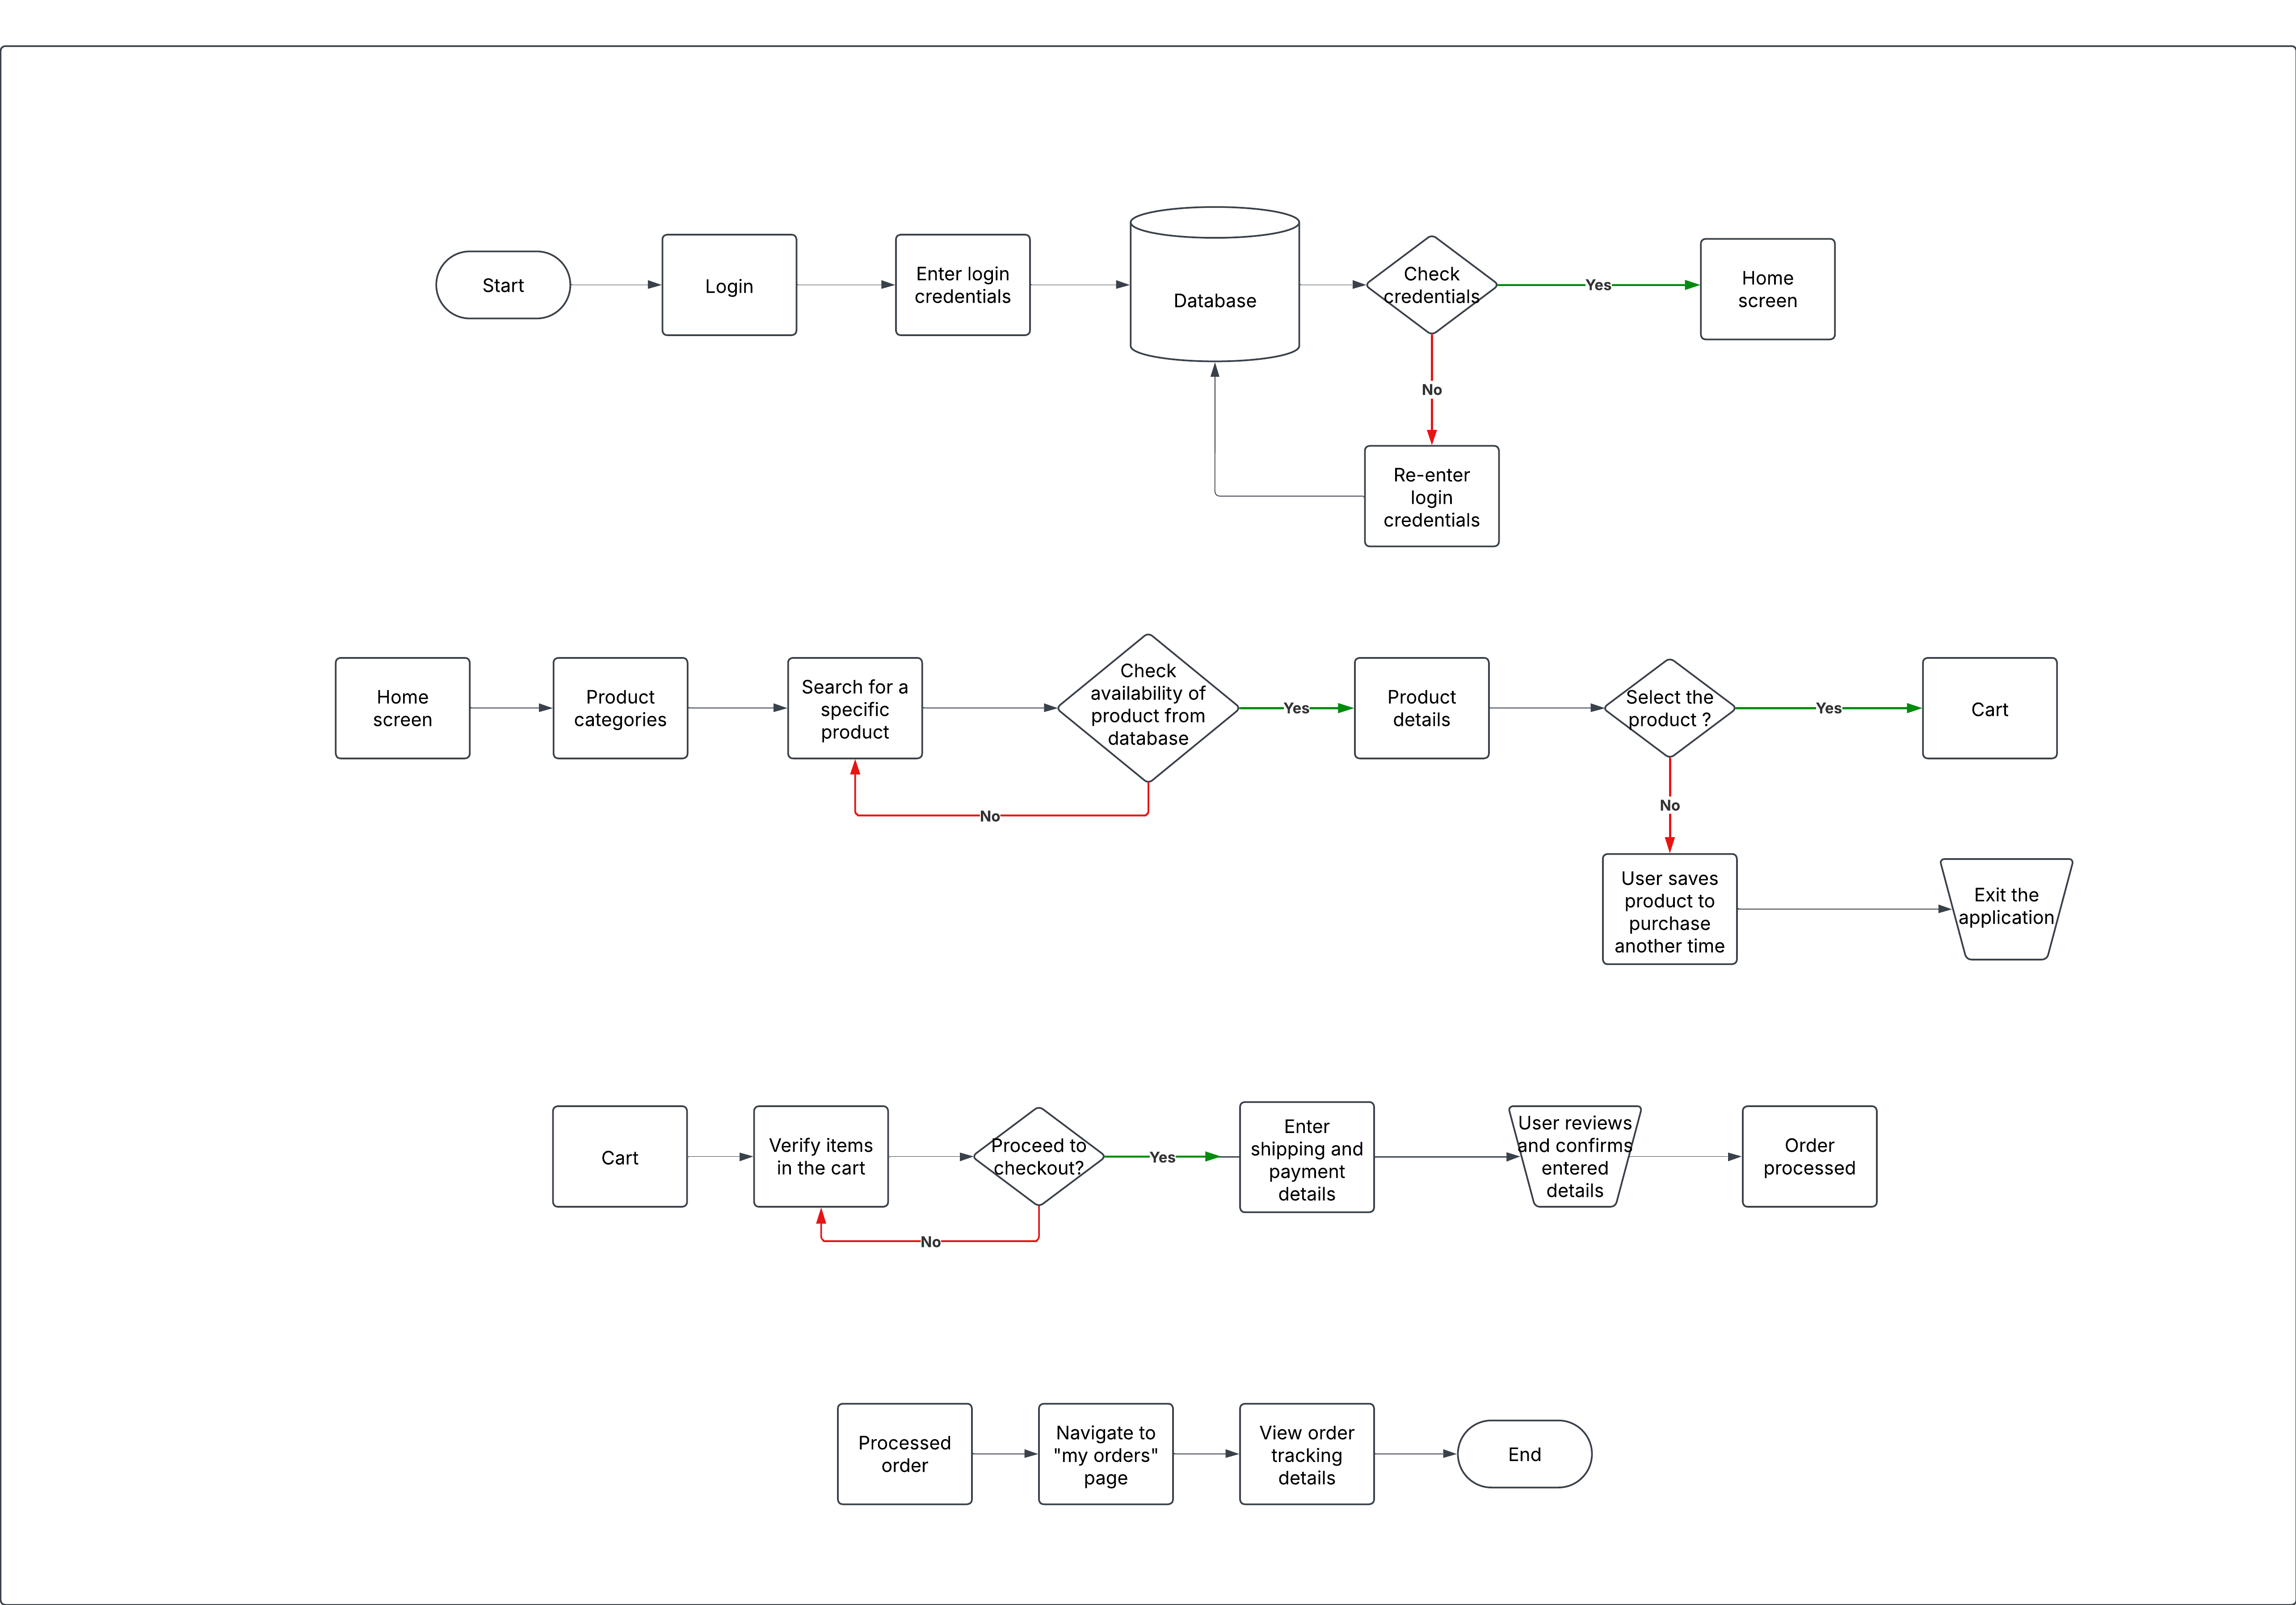 Start
Login
Enter login
credentials
Database
Check
credentials
Yes
Home
screen
No
Re-enter
login
credentials
Home
screen
Product
categories
Search for a
specific
product
Check
availability of
product from
database
Yes
Product
details
Select the
product ?
Yes
Cart
No
No
User saves
product to
purchase
another time
Exit the
application
Cart
Verify items
in the cart
Proceed to
checkout?
Yes
Enter
shipping and
payment
details
User reviews
and confirms
entered
details
Order
processed
No
Processed
order
Navigate to
"my orders"
page
View order
tracking
details
End